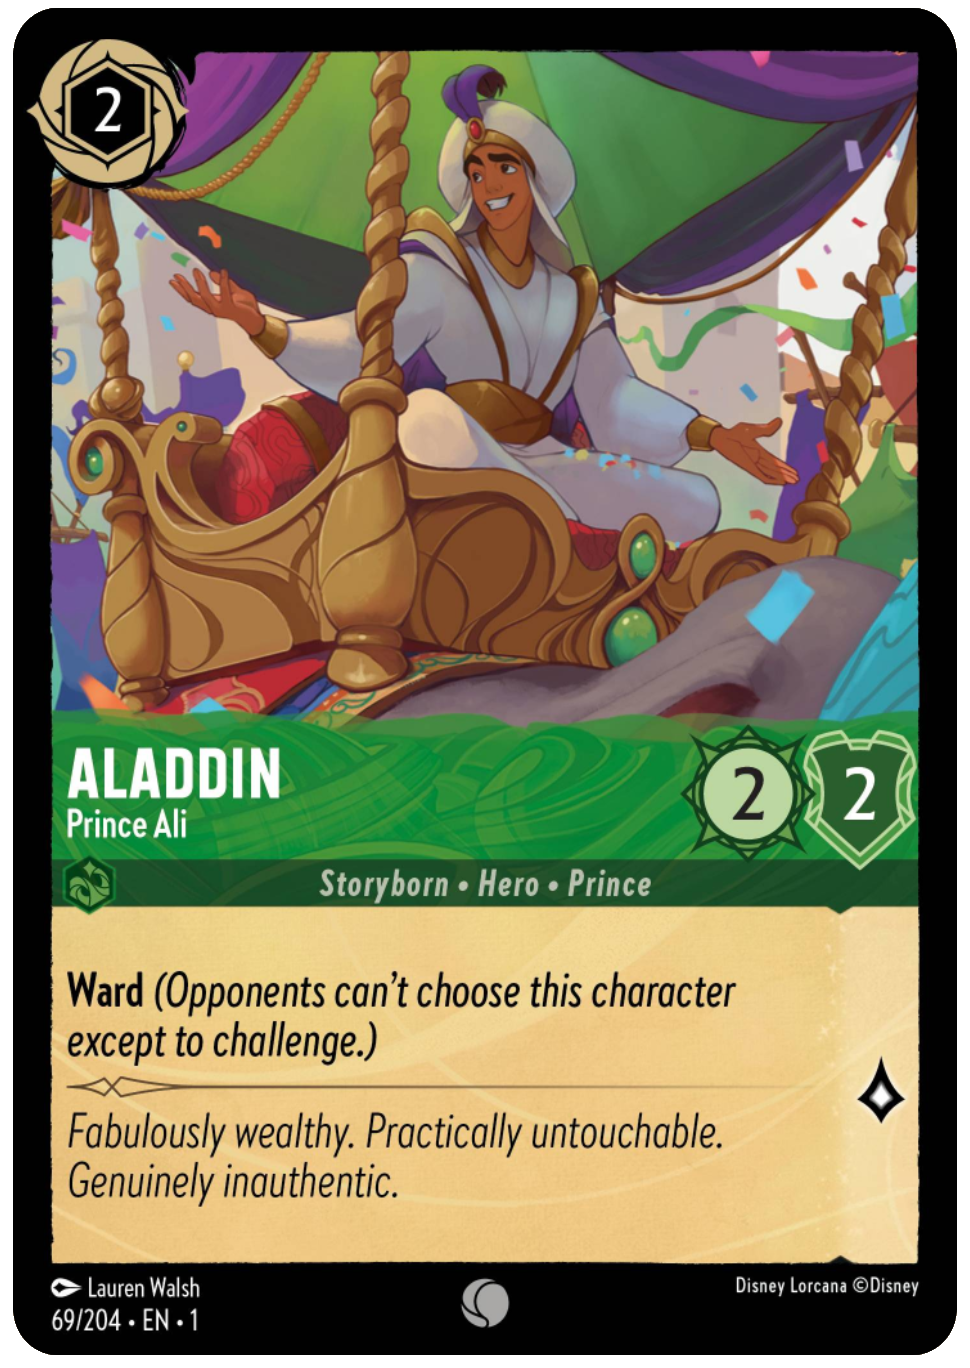 2
ALADDIN
Prince Ali
2
2
Storyborn • Hero • Prince
Ward (Opponents can't choose this character
except to challenge.)
Fabulously wealthy. Practically untouchable.
Genuinely inauthentic.
Lauren Walsh
69/204 • EN • 1
Disney Lorcana ©Disney